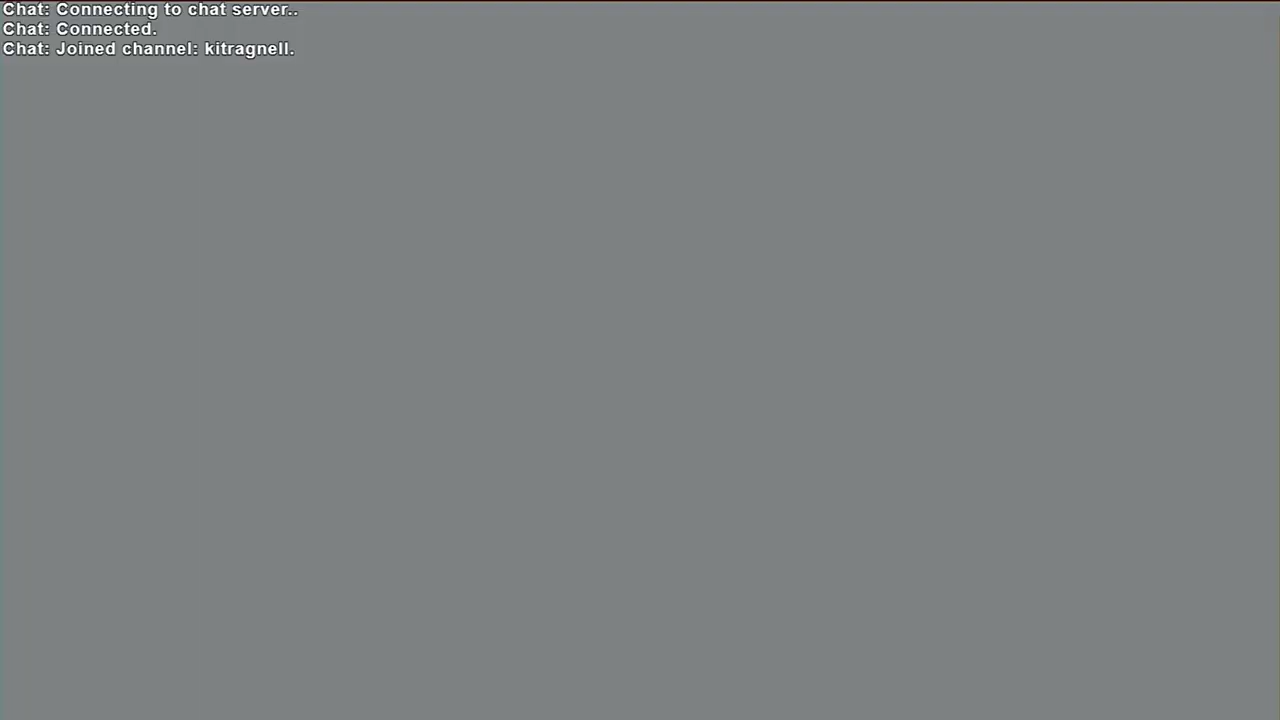 Chat: Connecting to chat server..
Chat: Connected.
Chat: Joined channel: kitragnell.